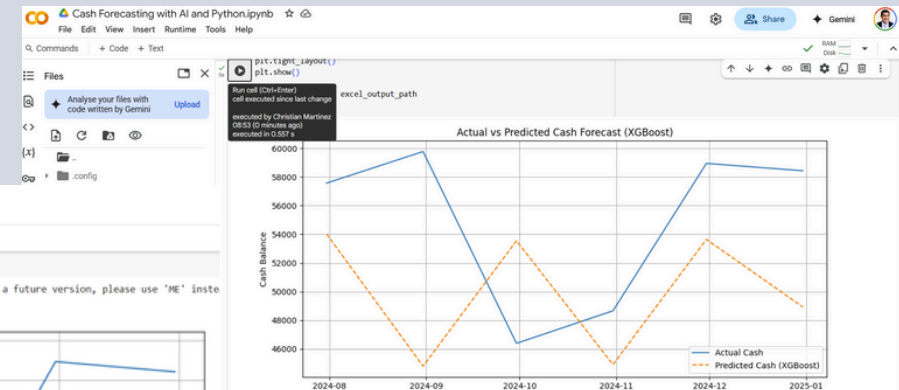 Cash Forecasting with AI and Python.ipynb
File Edit View Insert Runtime Tools Help
Share
Gemini
Commands + Code + Text
RAM
Disk
Files
Analyse your files with
code written by Gemini
Upload
{x}
..
.config
plt.tight_layout()
plt.show()
Run cell (Ctrl+Enter)
cell executed since last change
executed by Christian Martinez
08:53 (0 minutes ago)
executed in 0.557 s
excel_output_path
a future version, please use 'ME' inste
Actual vs Predicted Cash Forecast (XGBoost)
Cash Balance
60000
58000
56000
54000
52000
50000
48000
46000
Actual Cash
Predicted Cash (XGBoost)
2024-08 2024-09 2024-10 2024-11 2024-12 2025-01